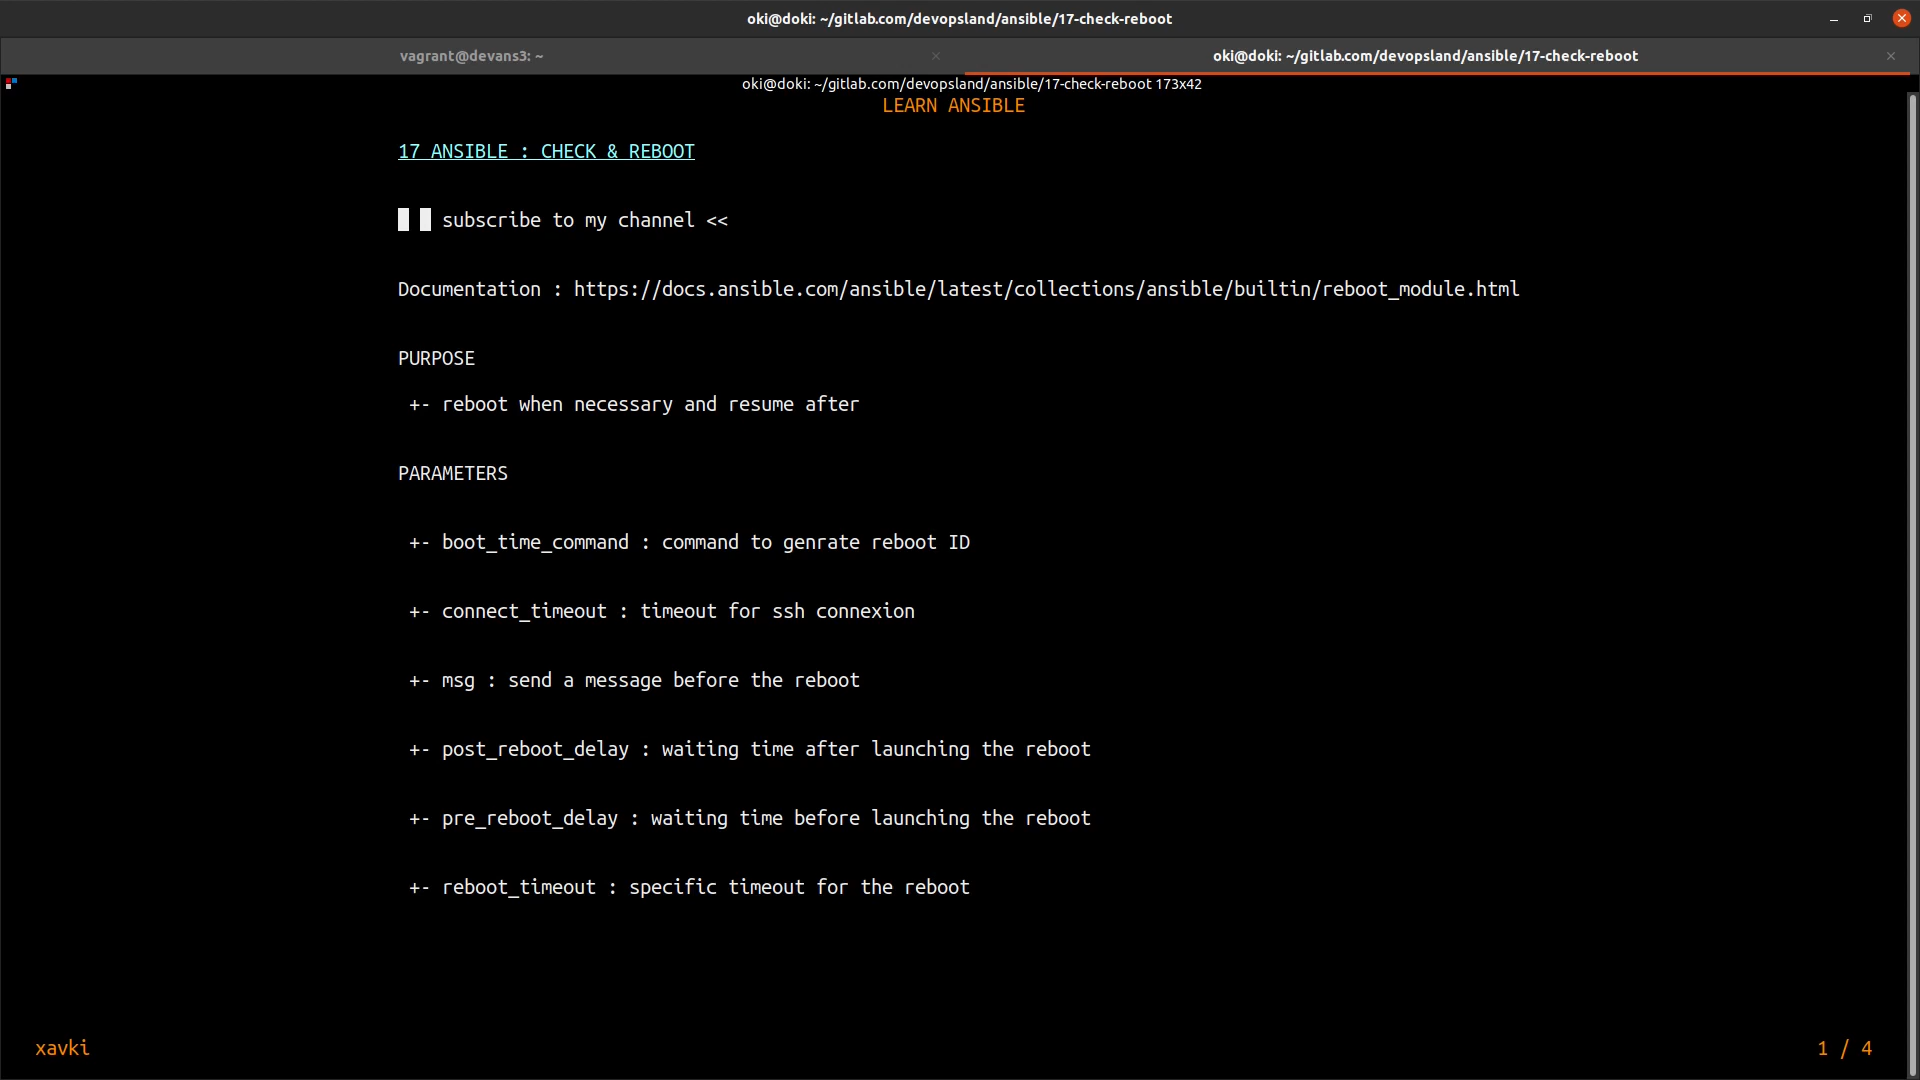 oki@doki: ~/gitlab.com/devopsland/ansible/17-check-reboot
vagrant@devans3: ~
oki@doki: ~/gitlab.com/devopsland/ansible/17-check-reboot
oki@doki: ~/gitlab.com/devopsland/ansible/17-check-reboot 173x42
LEARN ANSIBLE
17 ANSIBLE : CHECK & REBOOT
subscribe to my channel <<
Documentation : https://docs.ansible.com/ansible/latest/collections/ansible/builtin/reboot_module.html
PURPOSE
+- reboot when necessary and resume after
PARAMETERS
+- boot_time_command : command to genrate reboot ID
+- connect_timeout : timeout for ssh connexion
+- msg : send a message before the reboot
+- post_reboot_delay : waiting time after launching the reboot
+- pre_reboot_delay : waiting time before launching the reboot
+- reboot_timeout : specific timeout for the reboot
xavki
1 / 4